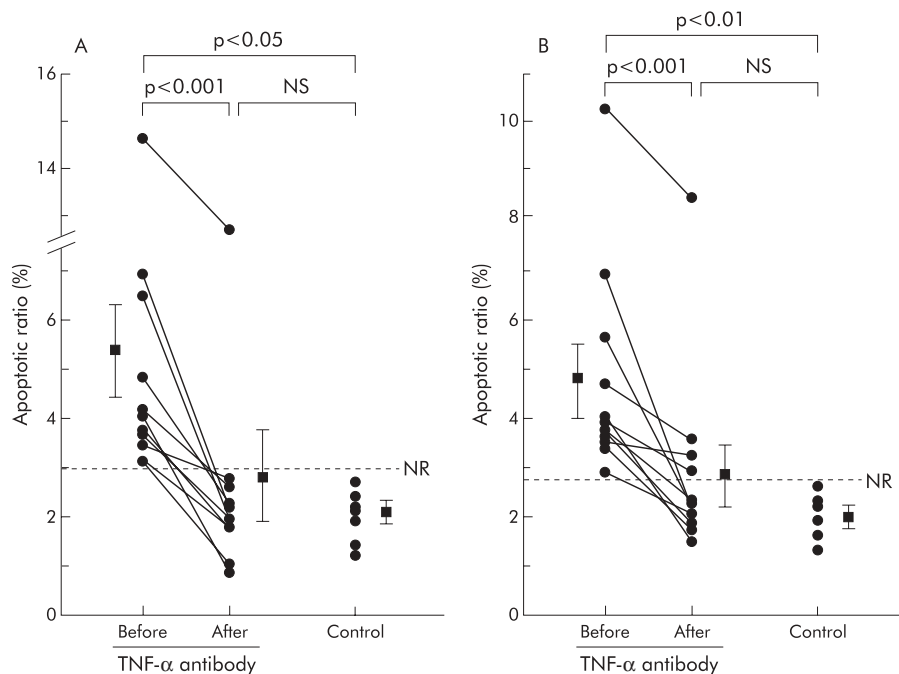 A
p<0.05
p<0.001 NS
16
14
6
4
2
0
Apoptotic ratio (%)
NR
Before After Control
TNF-α antibody
B
p<0.01
p<0.001 NS
10
8
6
4
2
0
Apoptotic ratio (%)
NR
Before After Control
TNF-α antibody